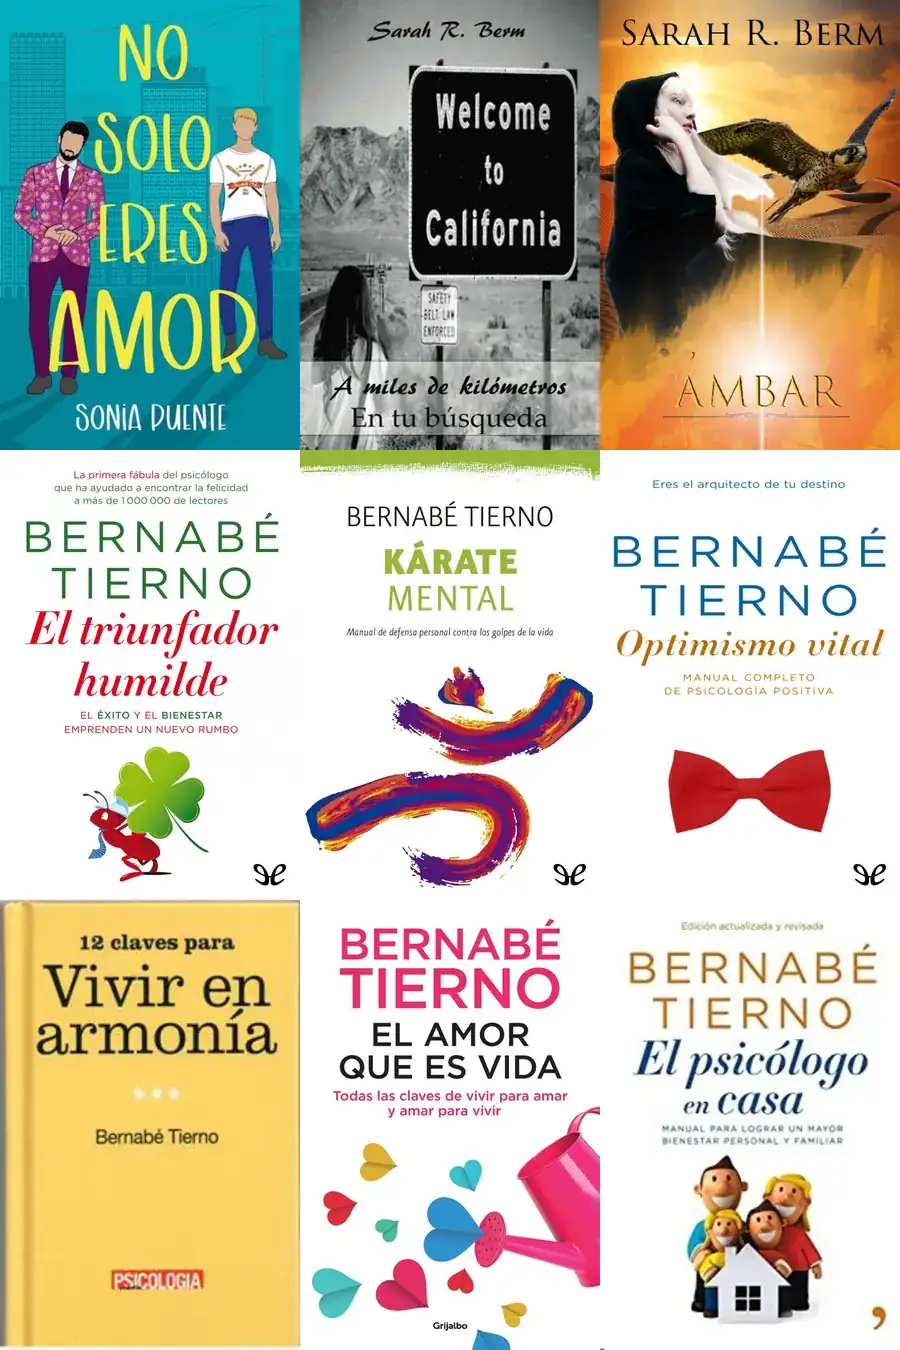 NO
SOLO
ERES
AMOR
SONIA PUENTE
Sarah R. Berm
Welcome
to
California
SAFETY
BELT LAW
ENFORCED
A miles de kilómetros
En tu búsqueda
SARAH R. BERM
ÁMBAR
La primera fábula del psicólogo
que ha ayudado a encontrar la felicidad
a más de 1 000 000 de lectores
BERNABÉ
TIERNO
El triunfador
humilde
EL ÉXITO Y EL BIENESTAR
EMPRENDEN UN NUEVO RUMBO
BERNABÉ TIERNO
KÁRATE
MENTAL
Manual de defensa personal contra los golpes de la vida
Eres el arquitecto de tu destino
BERNABÉ
TIERNO
Optimismo vital
MANUAL COMPLETO
DE PSICOLOGÍA POSITIVA
12 claves para
Vivir en
armonía
Bernabé Tierno
PSICOLOGIA
BERNABÉ
TIERNO
EL AMOR
QUE ES VIDA
Todas las claves de vivir para amar
y amar para vivir
Grijalbo
Edición actualizada y revisada
BERNABÉ
TIERNO
El psicólogo
en casa
MANUAL PARA LOGRAR UN MAYOR
BIENESTAR PERSONAL Y FAMILIAR